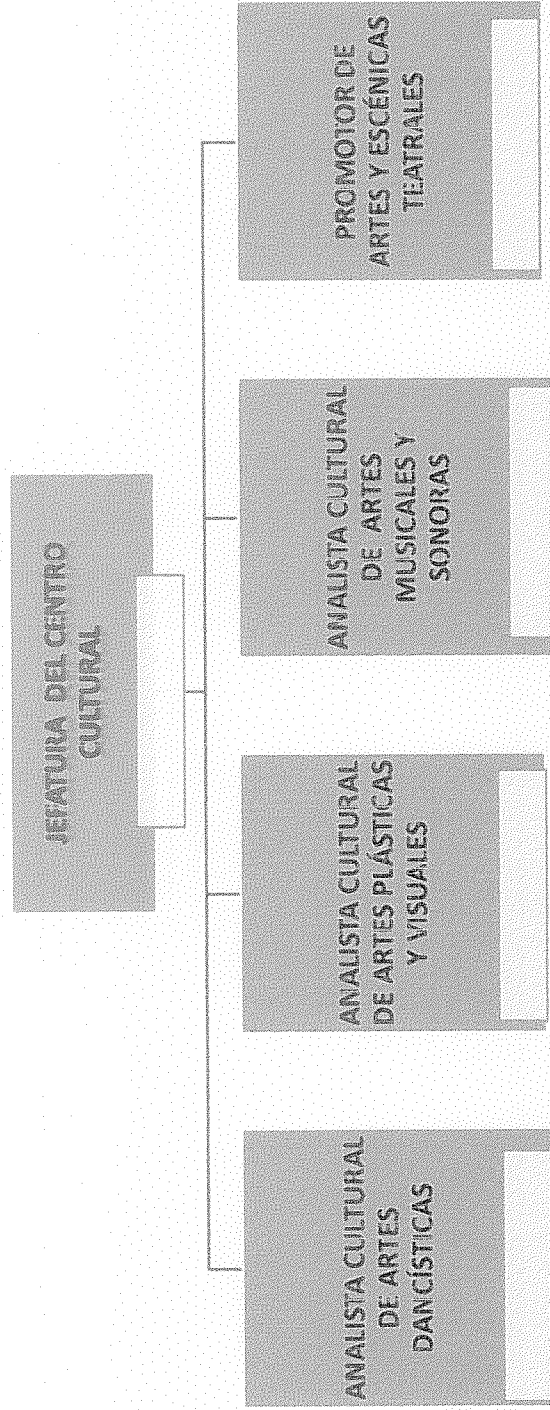 JEFATURA DEL CENTRO
CULTURAL
ANALISTA CULTURAL
DE ARTES
DANCÍSTICAS
ANALISTA CULTURAL
DE ARTES PLÁSTICAS
Y VISUALES
ANALISTA CULTURAL
DE ARTES
MUSICALES Y
SONORAS
PROMOTOR DE
ARTES Y ESCÉNICAS
TEATRALES